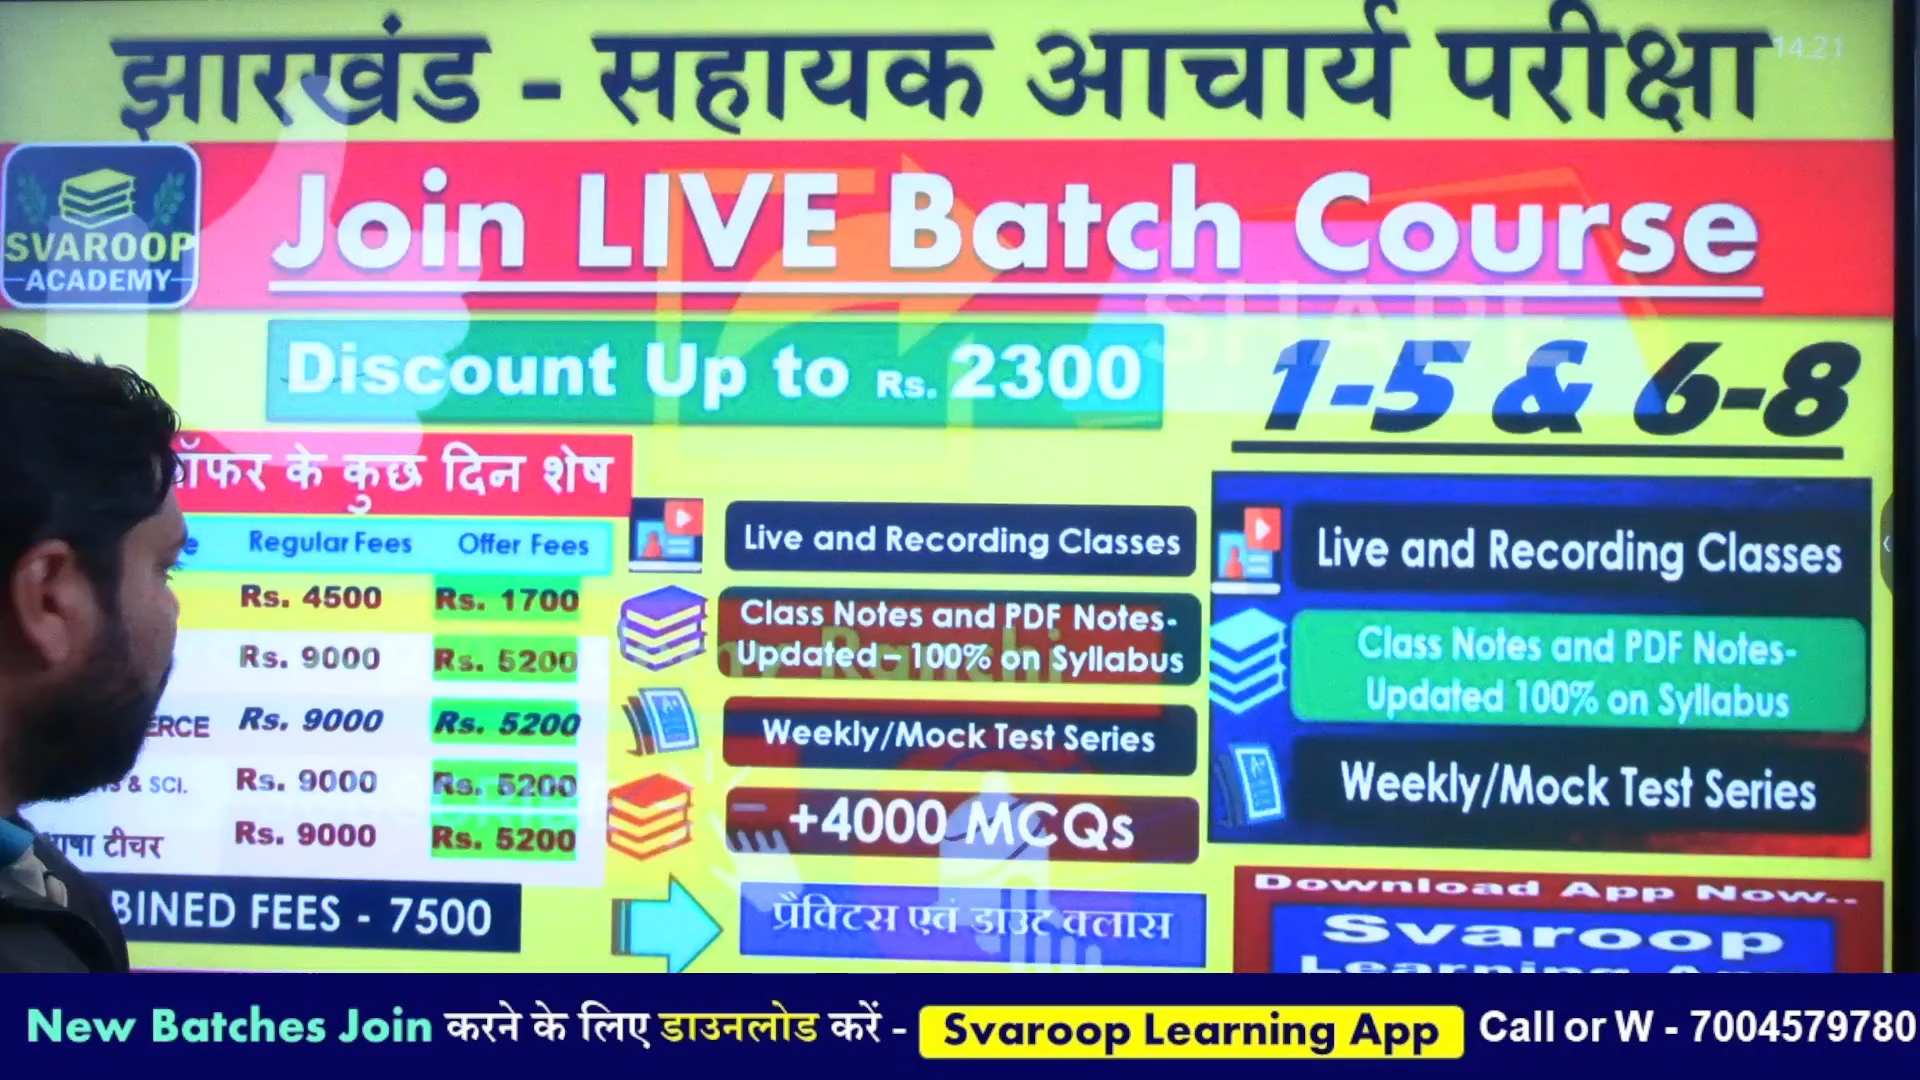 झारखंड - सहायक आचार्य परीक्षा
14.21
SVAROOP
ACADEMY
Join LIVE Batch Course
SHARE
Discount Up to Rs. 2300
1-5 & 6-8
के कुछ दिन शेष
Regular Fees Offer Fees
Rs. 4500 Rs. 1700
Rs. 9000 Rs. 5200
Rs. 9000 Rs. 5200
& SCI. Rs. 9000 Rs. 5200
टीचर Rs. 9000 Rs. 5200
FEES - 7500
Live and Recording Classes
Class Notes and PDF Notes-
Updated – 100% on Syllabus
Weekly/Mock Test Series
+4000 MCQs
प्रैक्टिस एवं डाउट क्लास
Live and Recording Classes
Class Notes and PDF Notes-
Updated 100% on Syllabus
Weekly/Mock Test Series
Download App Now--
Svaroop
New Batches Join करने के लिए डाउनलोड करें - Svaroop Learning App Call or W - 7004579780